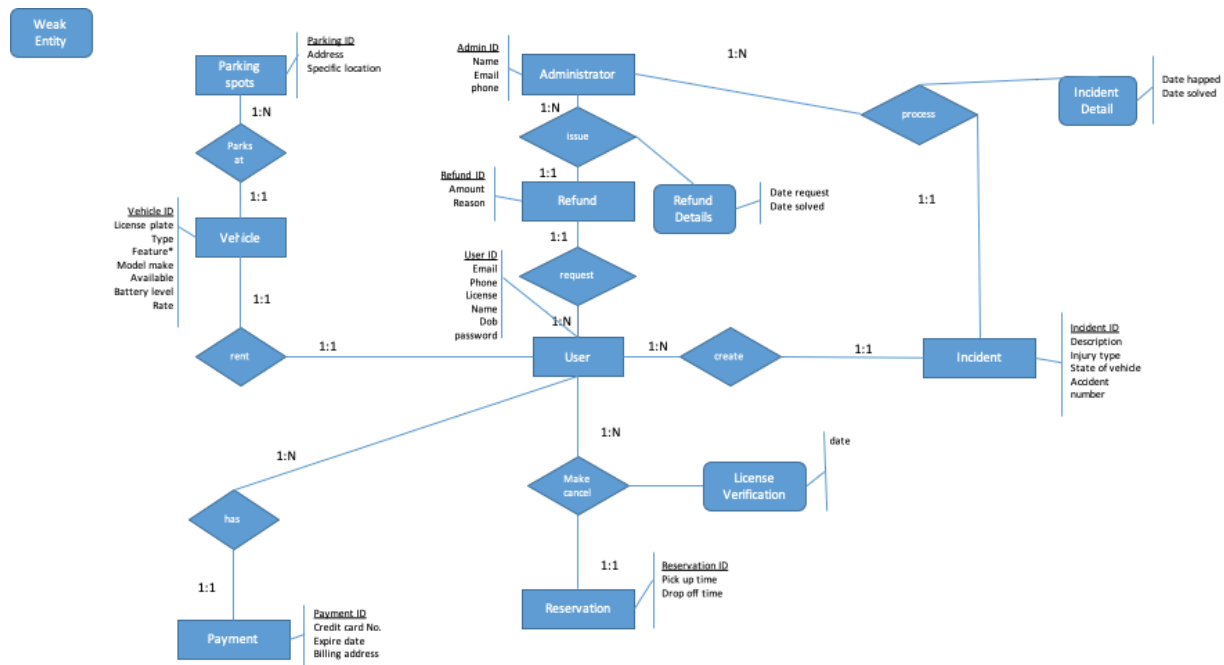 Weak
Entity
Parking
spots
Parking ID
Address
Specific location
Admin ID
Name
Email
phone
Administrator
1:N
process
Incident
Detail
Date happed
Date solved
1:N
Parks
at
1:N
issue
1:1
1:1
Refund ID
Amount
Reason
Refund
Refund
Details
Date request
Date solved
1:1
Vehicle ID
License plate
Type
Feature*
Model make
Available
Battery level
Rate
Vehicle
1:1
User ID
Email
Phone
License
Name
Dob
password
request
1:N
1:1
rent
1:1
User
1:N
create
1:1
Incident
Incident ID
Description
Injury type
State of vehicle
Accident
number
1:N
1:N
Make
cancel
License
Verification
date
has
1:1
1:1
Reservation
Reservation ID
Pick up time
Drop off time
Payment
Payment ID
Credit card No.
Expire date
Billing address